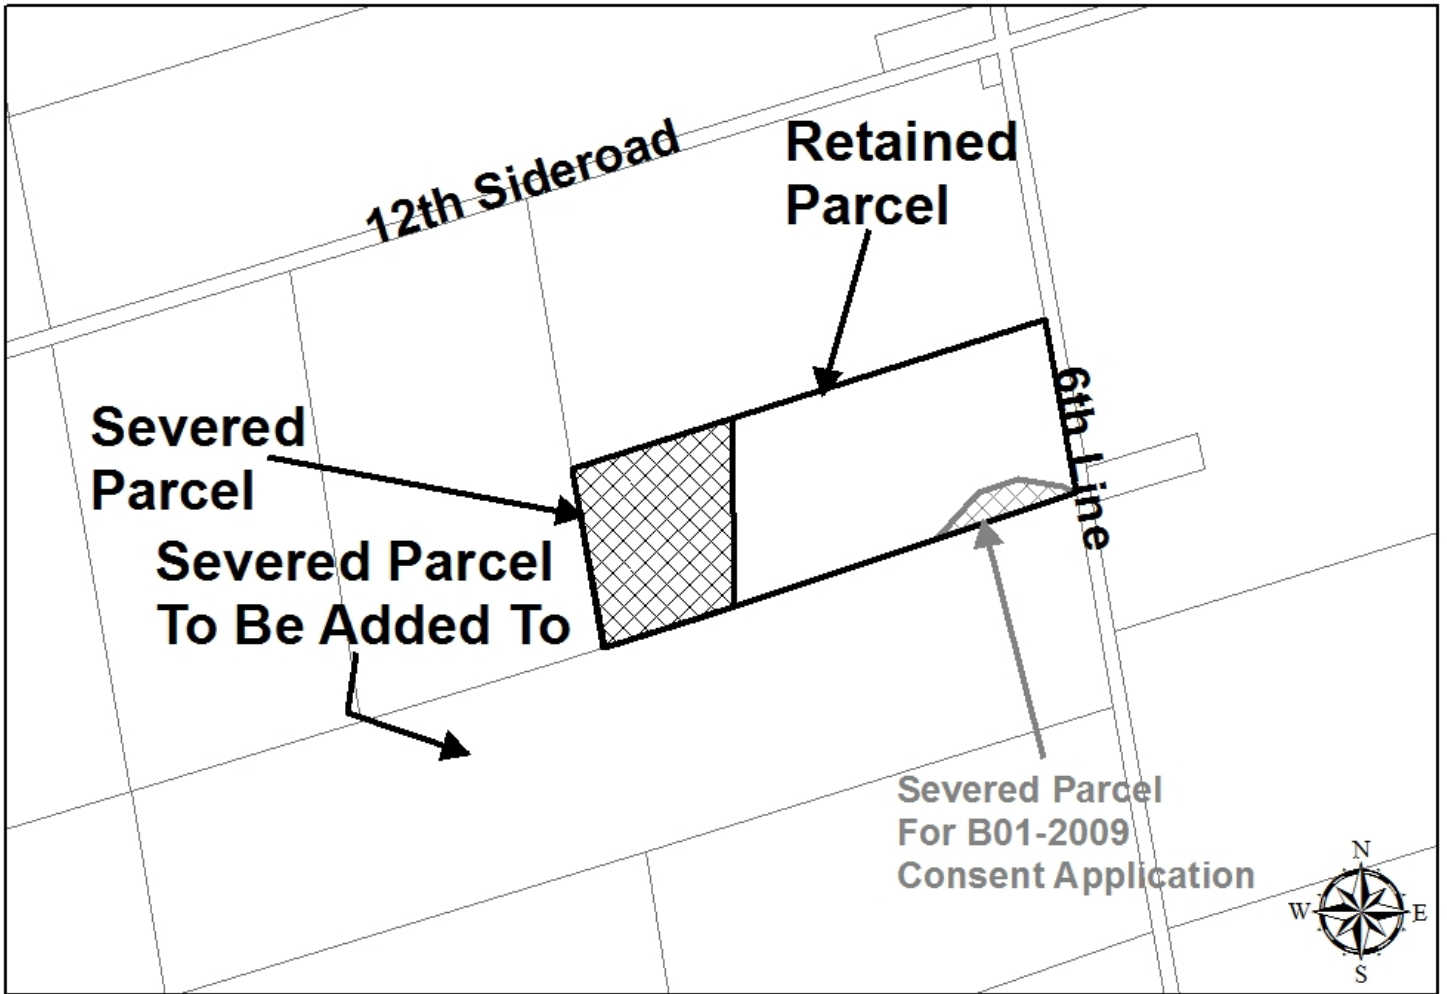 12th Sideroad
Retained
Parcel
Severed
Parcel
Severed Parcel
To Be Added To
6th Line
Severed Parcel
For B01-2009
Consent Application
N
W
E
S